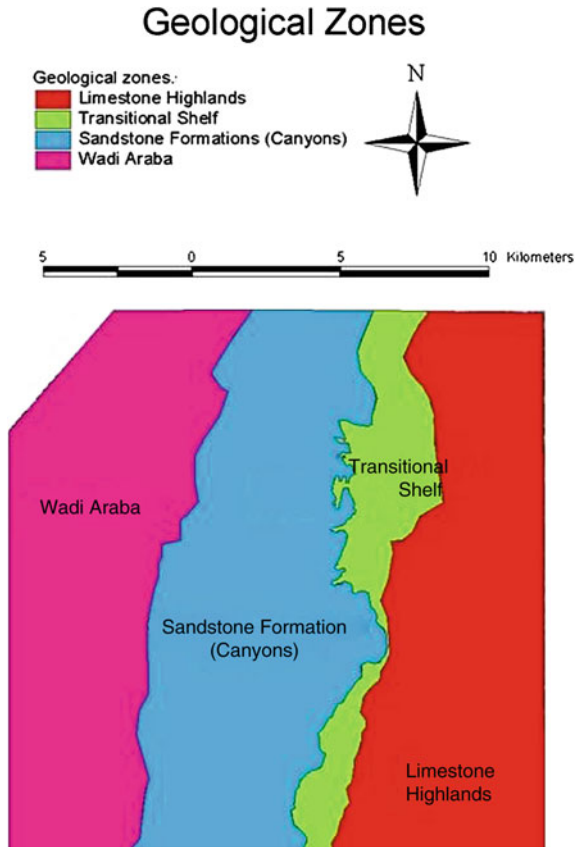 Geological Zones
Geological zones.·
Limestone Highlands
Transitional Shelf
Sandstone Formations (Canyons)
Wadi Araba
N
5 0 5 10 Kilometers
Transitional
Shelf
Wadi Araba
Sandstone Formation
(Canyons)
Limestone
Highlands